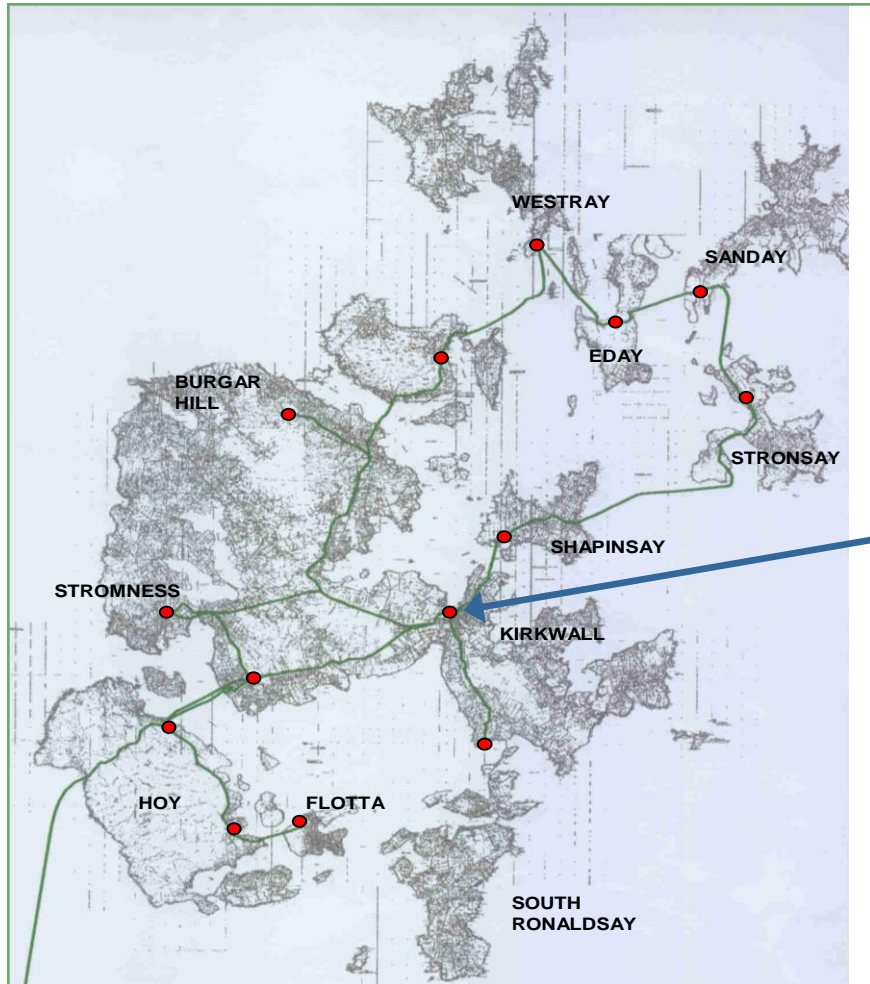 WESTRAY
SANDAY
EDAY
BURGAR
HILL
STRONSAY
SHAPINSAY
STROMNESS
KIRKWALL
HOY
FLOTTA
SOUTH
RONALDSAY